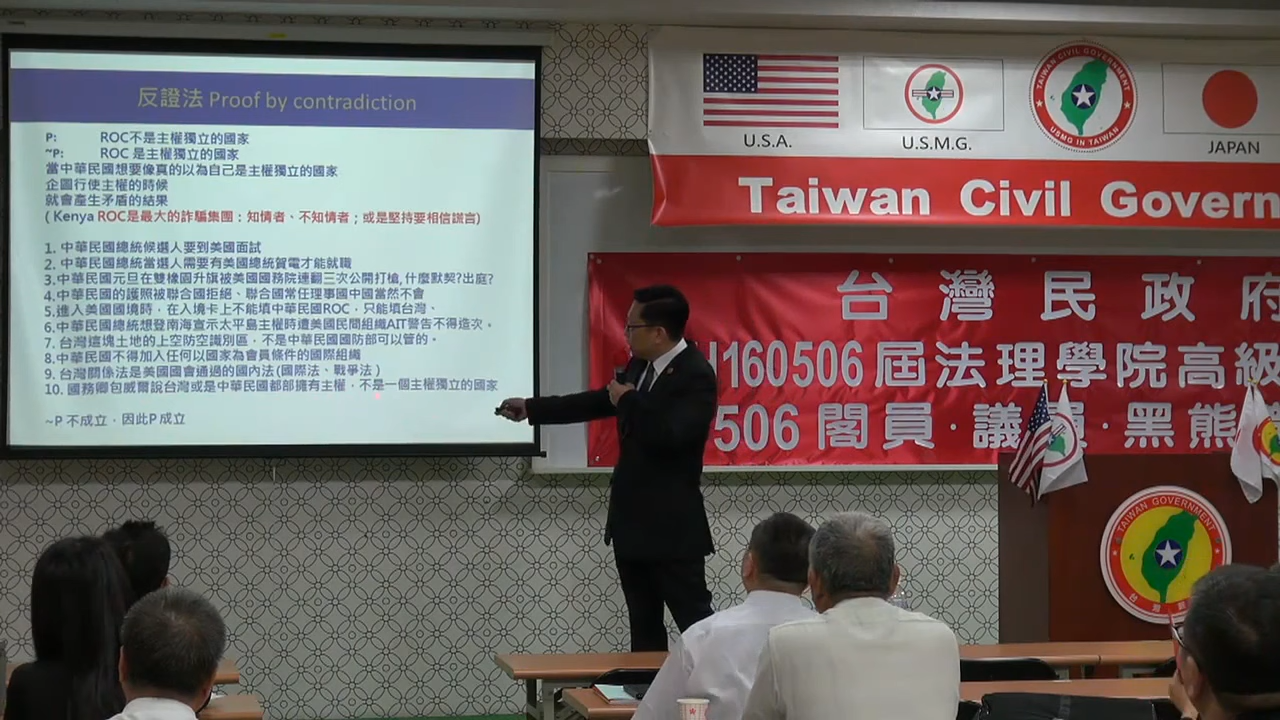 反證法 Proof by contradiction
P: ROC不是主權獨立的國家
~P: ROC 是主權獨立的國家
當中華民國想要像真的以為自己是主權獨立的國家
企圖行使主權的時候
就會產生矛盾的結果
( Kenya ROC是最大的詐騙集團：知情者、不知情者；或是堅持要相信謊言)
1. 中華民國總統候選人要到美國面試
2. 中華民國總統當選人需要有美國總統賀電才能就職
3.中華民國元旦在雙橡園升旗被美國國務院連翻三次公開打槍, 什麼默契?出庭?
4.中華民國的護照被聯合國拒絕、聯合國常任理事國中國當然不會
5.進入美國國境時，在入境卡上不能填中華民國ROC，只能填台灣、
6.中華民國總統想登南海宣示太平島主權時遭美國民間組織AIT警告不得造次。
7. 台灣這塊土地的上空防空識別區，不是中華民國國防部可以管的。
8. 中華民國不得加入任何以國家為會員條件的國際組織
9. 台灣關係法是美國國會通過的國內法(國際法、戰爭法)
10. 國務卿包威爾說台灣或是中華民國都部擁有主權，不是一個主權獨立的國家
~P 不成立，因此P 成立
U.S.A.
U.S.M.G.
TAIWAN CIVIL GOVERNMENT
USMG IN TAIWAN
JAPAN
Taiwan Civil Govern
台灣民政府
160506屆法理學院高級
506 閣員·議員·黑熊
TAIWAN GOVERNMENT
台灣